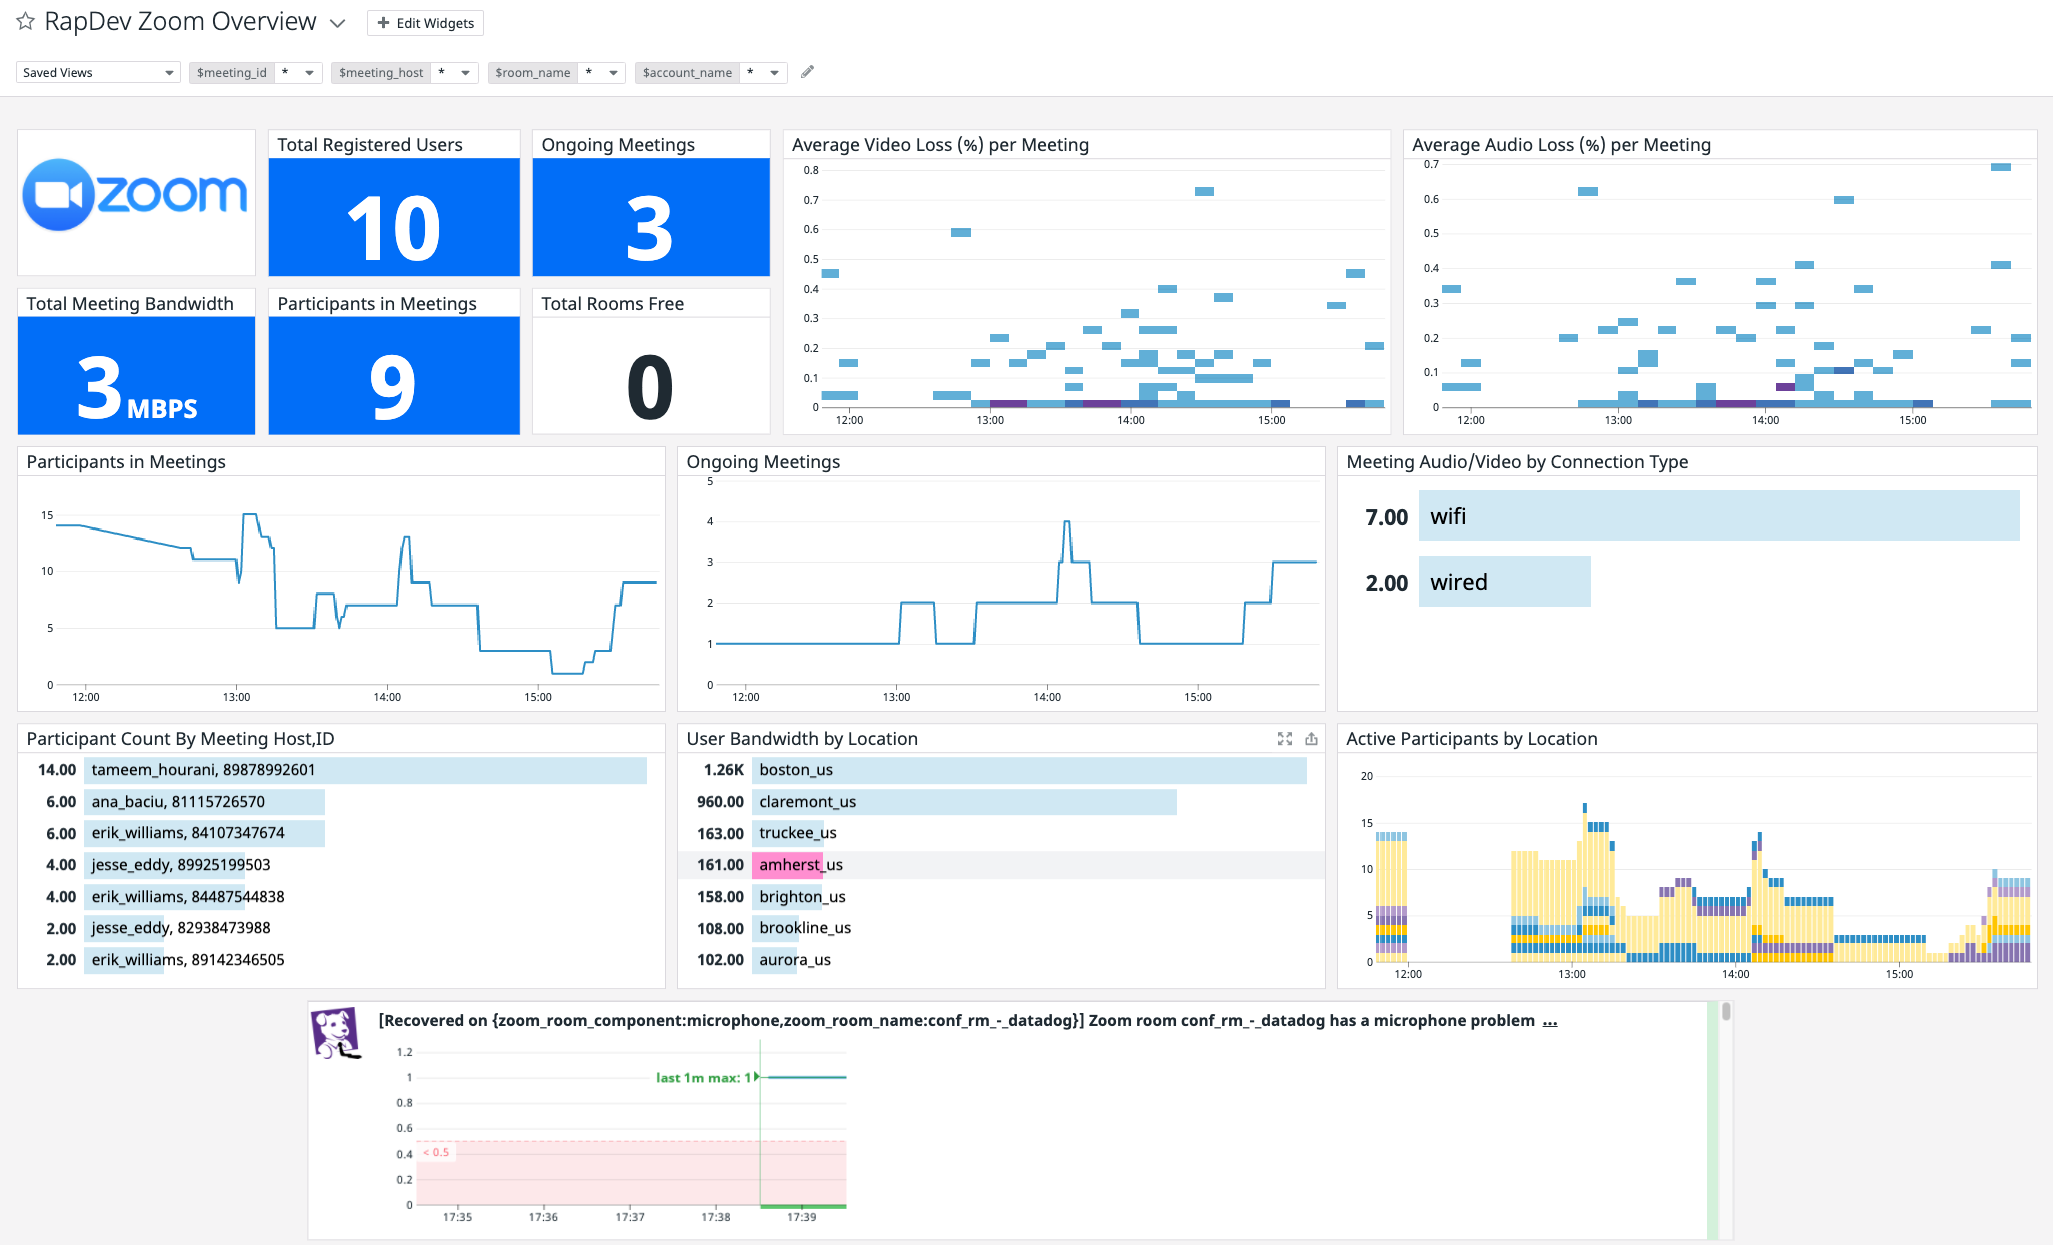 RapDev Zoom Overview
+ Edit Widgets
Saved Views
$meeting_id *
$meeting_host *
$room_name *
$account_name *
zoom
Total Registered Users
10
Ongoing Meetings
3
Total Meeting Bandwidth
3 MBPS
Participants in Meetings
9
Total Rooms Free
0
Average Video Loss (%) per Meeting
0.8
0.7
0.6
0.5
0.4
0.3
0.2
0.1
0
12:00 13:00 14:00 15:00
Average Audio Loss (%) per Meeting
0.7
0.6
0.5
0.4
0.3
0.2
0.1
0
12:00 13:00 14:00 15:00
Participants in Meetings
15
10
5
0
12:00 13:00 14:00 15:00
Ongoing Meetings
5
4
3
2
1
0
12:00 13:00 14:00 15:00
Meeting Audio/Video by Connection Type
7.00 wifi
2.00 wired
Participant Count By Meeting Host,ID
14.00 tameem_hourani, 89878992601
6.00 ana_baciu, 81115726570
6.00 erik_williams, 84107347674
4.00 jesse_eddy, 89925199503
4.00 erik_williams, 84487544838
2.00 jesse_eddy, 82938473988
2.00 erik_williams, 89142346505
User Bandwidth by Location
1.26K boston_us
960.00 claremont_us
163.00 truckee_us
161.00 amherst_us
158.00 brighton_us
108.00 brookline_us
102.00 aurora_us
Active Participants by Location
20
15
10
5
0
12:00 13:00 14:00 15:00
[Recovered on {zoom_room_component:microphone,zoom_room_name:conf_rm_-_datadog}] Zoom room conf_rm_-_datadog has a microphone problem ...
1.2
1
0.8
0.6
0.4
0.2
0
last 1m max: 1
< 0.5
17:35 17:36 17:37 17:38 17:39